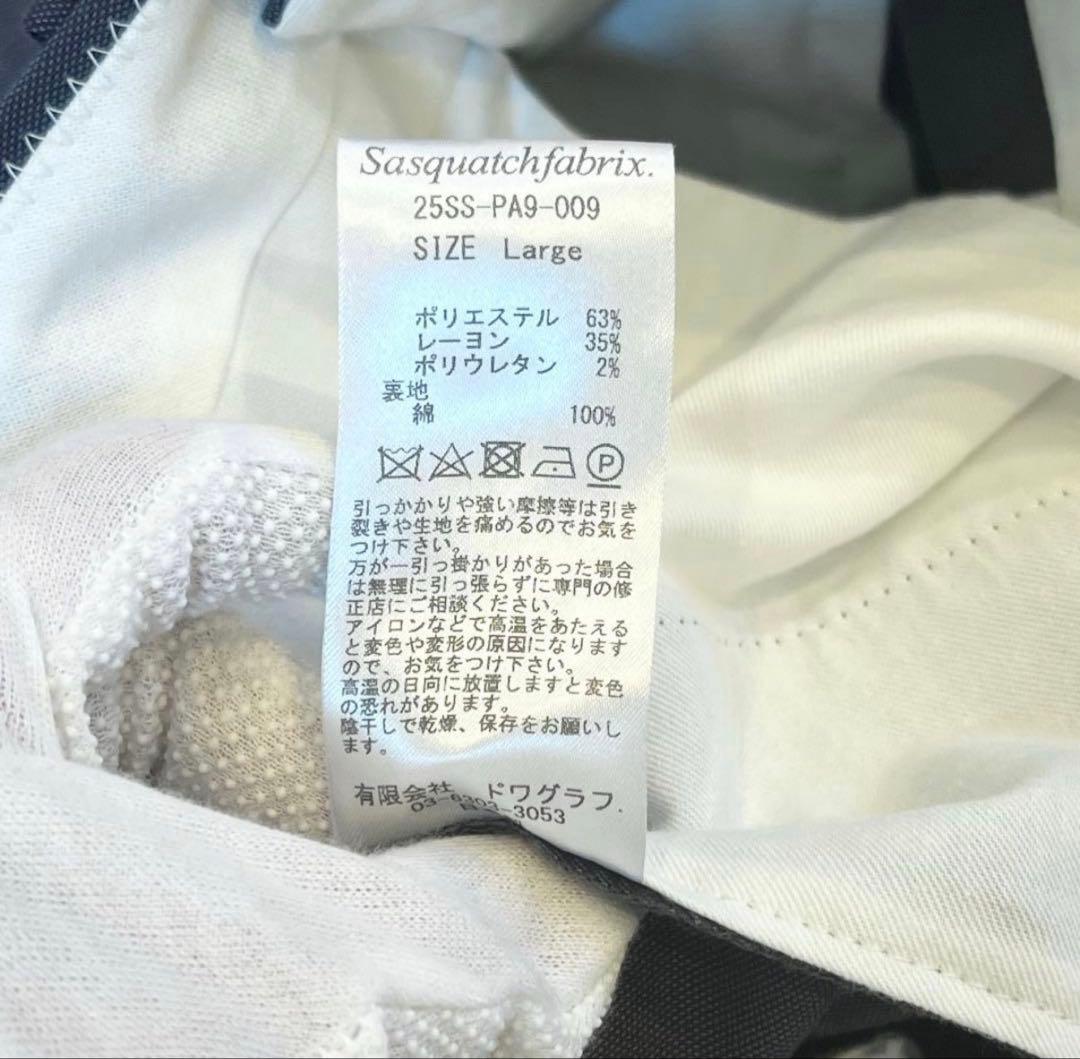 Sasquatchfabrix.
25SS-PA9-009
SIZE Large
ポリエステル 63%
レーヨン 35%
ポリウレタン 2%
裏地
綿 100%
P
引っかかりや強い摩擦等は引き
裂きや生地を痛めるのでお気を
つけ下さい。
万が一引っ掛かりがあった場合
は無理に引っ張らずに専門の修
正店にご相談ください。
アイロンなどで高温をあたえる
と変色や変形の原因になります
ので、お気をつけ下さい。
高温の日向に放置しますと変色
の恐れがあります。
陰干しで乾燥、保存をお願いし
ます。
有限会社 ドワグラフ.
03-6303-3053